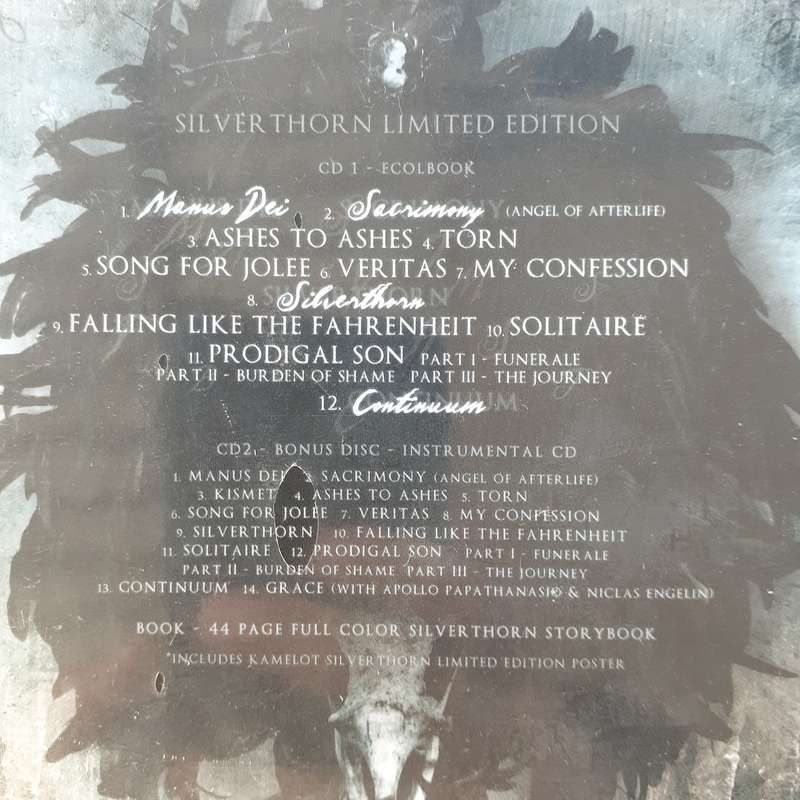 SILVERTHORN LIMITED EDITION
CD 1 - ECOLBOOK
1. Manus Dei 2. Sacrimony (ANGEL OF AFTERLIFE)
3. ASHES TO ASHES 4. TORN
5. SONG FOR JOLEE 6. VERITAS 7. MY CONFESSION
8. Silverthorn
9. FALLING LIKE THE FAHRENHEIT 10. SOLITAIRE
11. PRODIGAL SON PART I - FUNERALE
PART II - BURDEN OF SHAME PART III - THE JOURNEY
12. Continuum
CD2 - BONUS DISC - INSTRUMENTAL CD
1. MANUS DEI 2. SACRIMONY (ANGEL OF AFTERLIFE)
3. KISMET 4. ASHES TO ASHES 5. TORN
6. SONG FOR JOLEE 7. VERITAS 8. MY CONFESSION
9. SILVERTHORN 10. FALLING LIKE THE FAHRENHEIT
11. SOLITAIRE 12. PRODIGAL SON PART I - FUNERALE
PART II - BURDEN OF SHAME PART III - THE JOURNEY
13. CONTINUUM 14. GRACE (WITH APOLLO PAPATHANASIO & NICLAS ENGELIN)
BOOK - 44 PAGE FULL COLOR SILVERTHORN STORYBOOK
*INCLUDES KAMELOT SILVERTHORN LIMITED EDITION POSTER